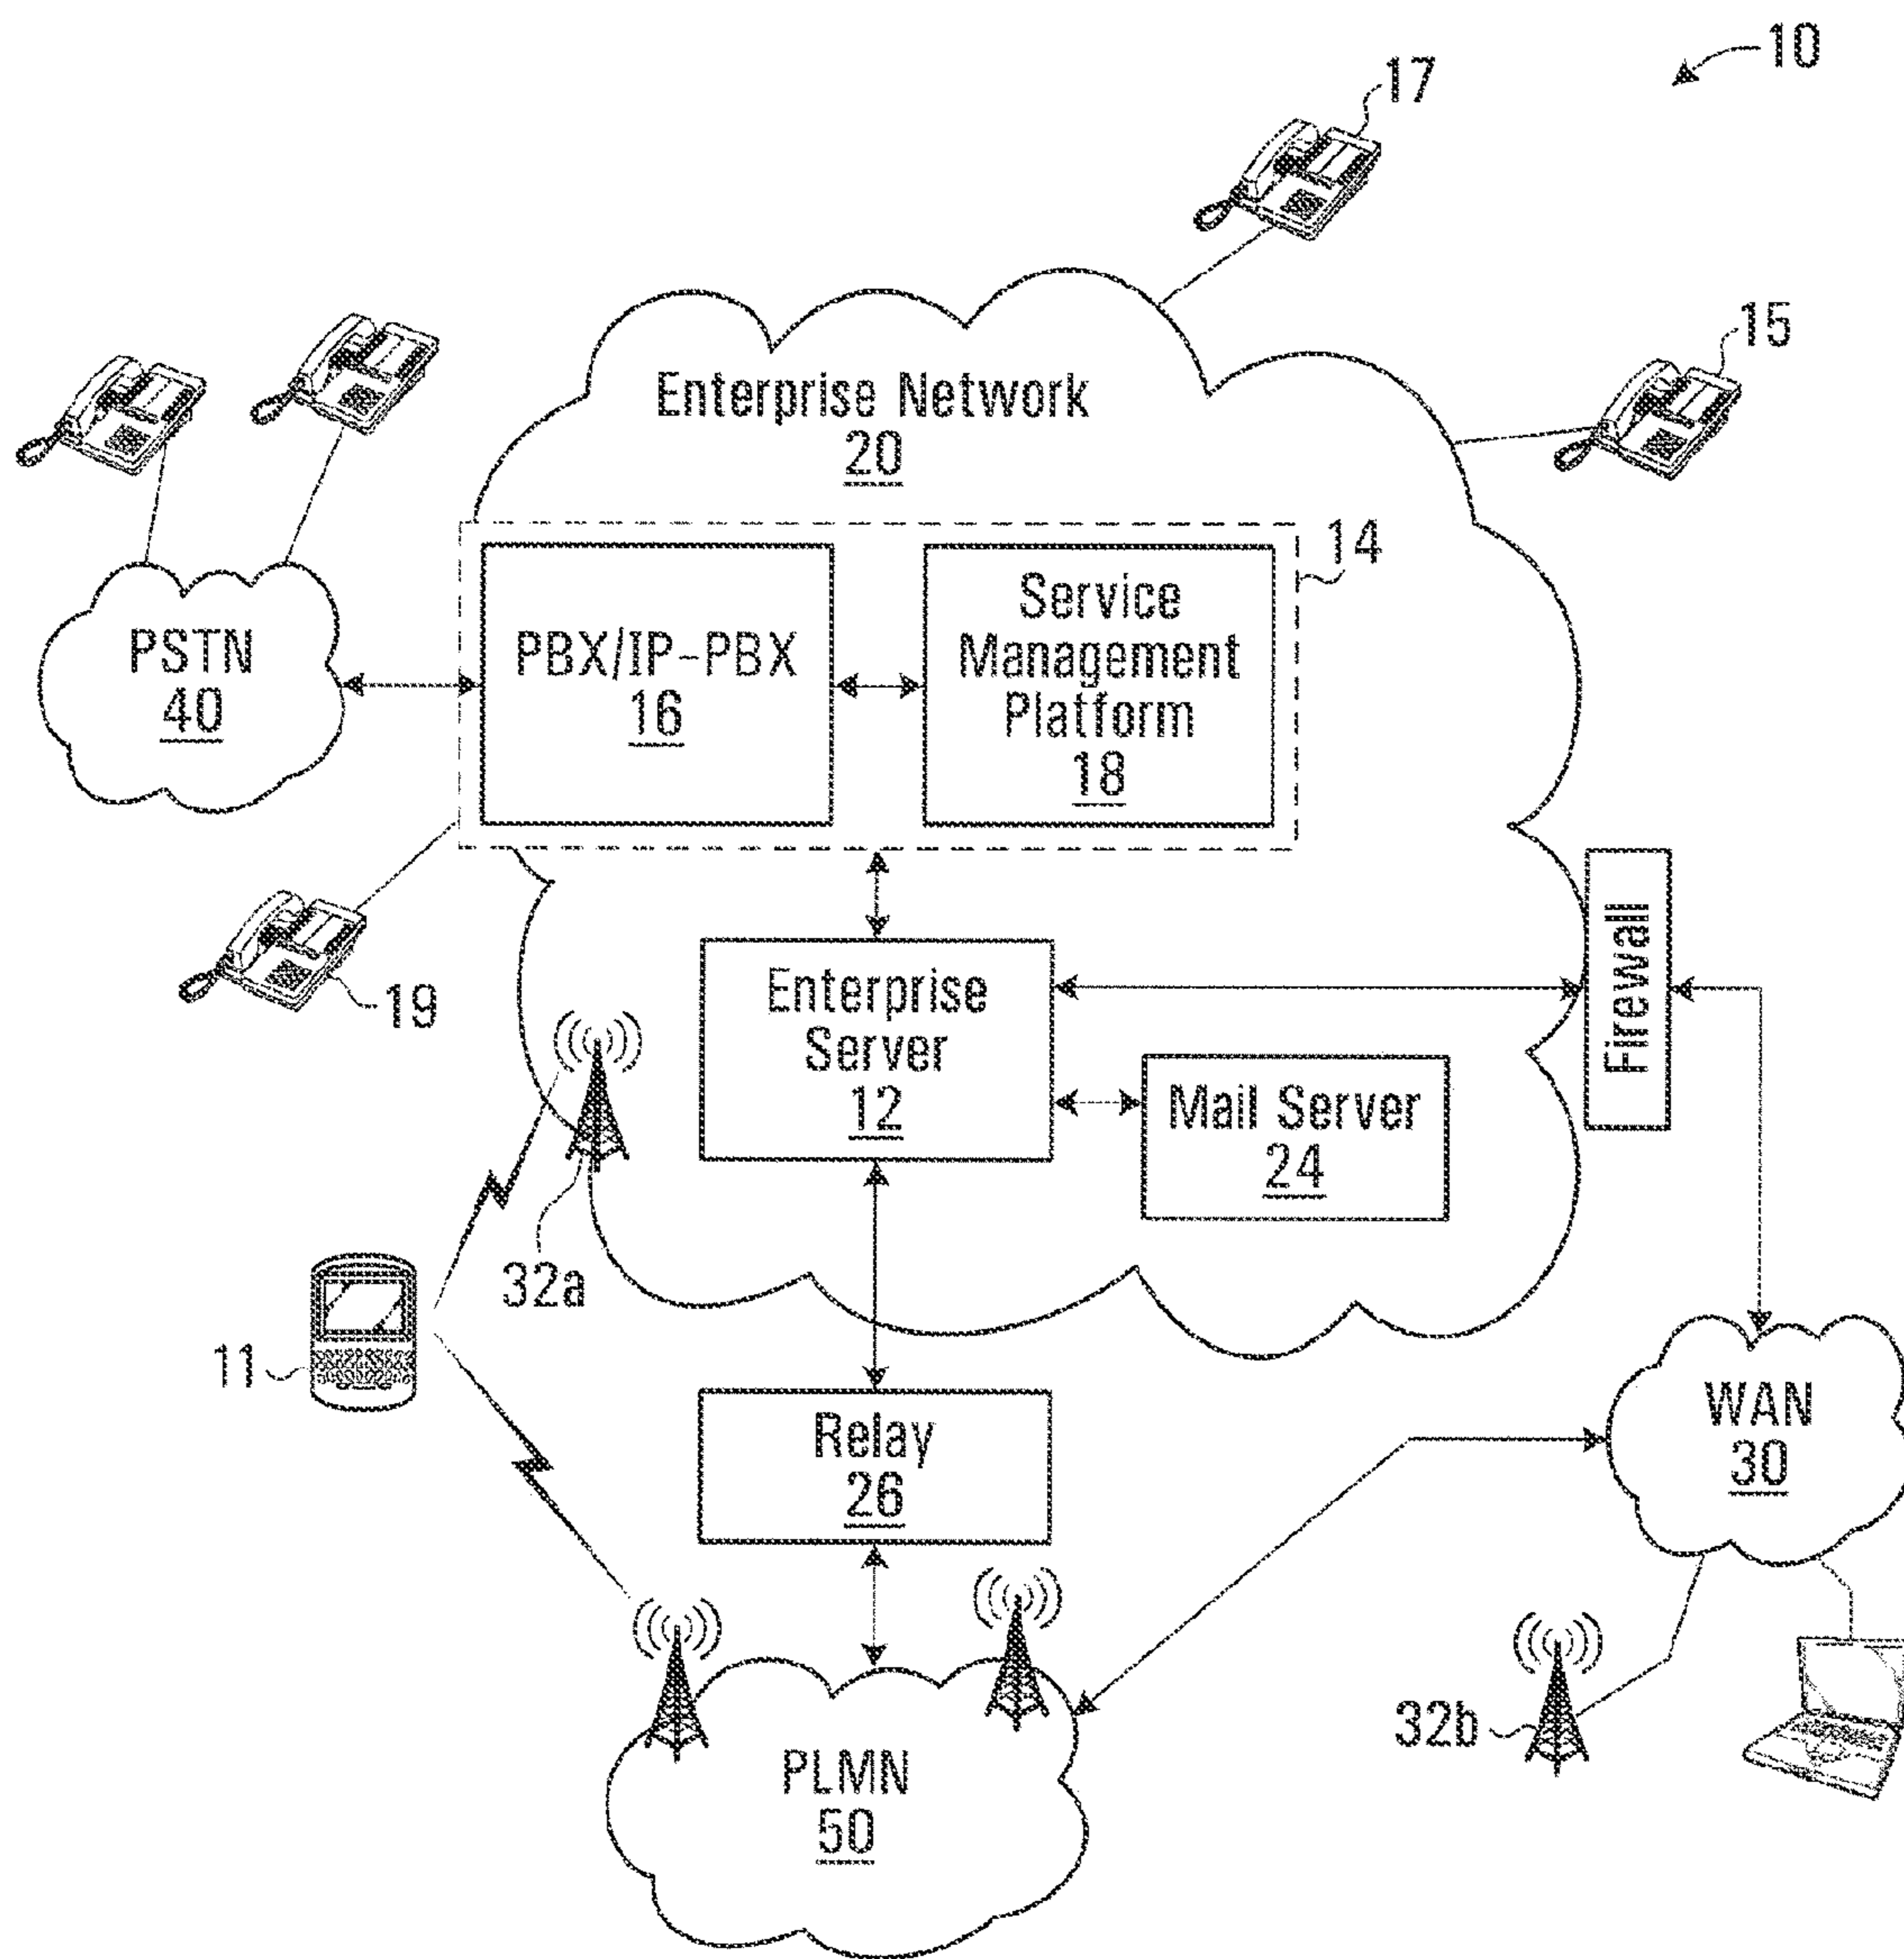 10
17
15
Enterprise Network
20
14
PSTN
40
PBX/IP-PBX
16
Service
Management
Platform
18
19
Enterprise
Server
12
Firewall
Mail Server
24
32a
11
Relay
26
WAN
30
32b
PLMN
50